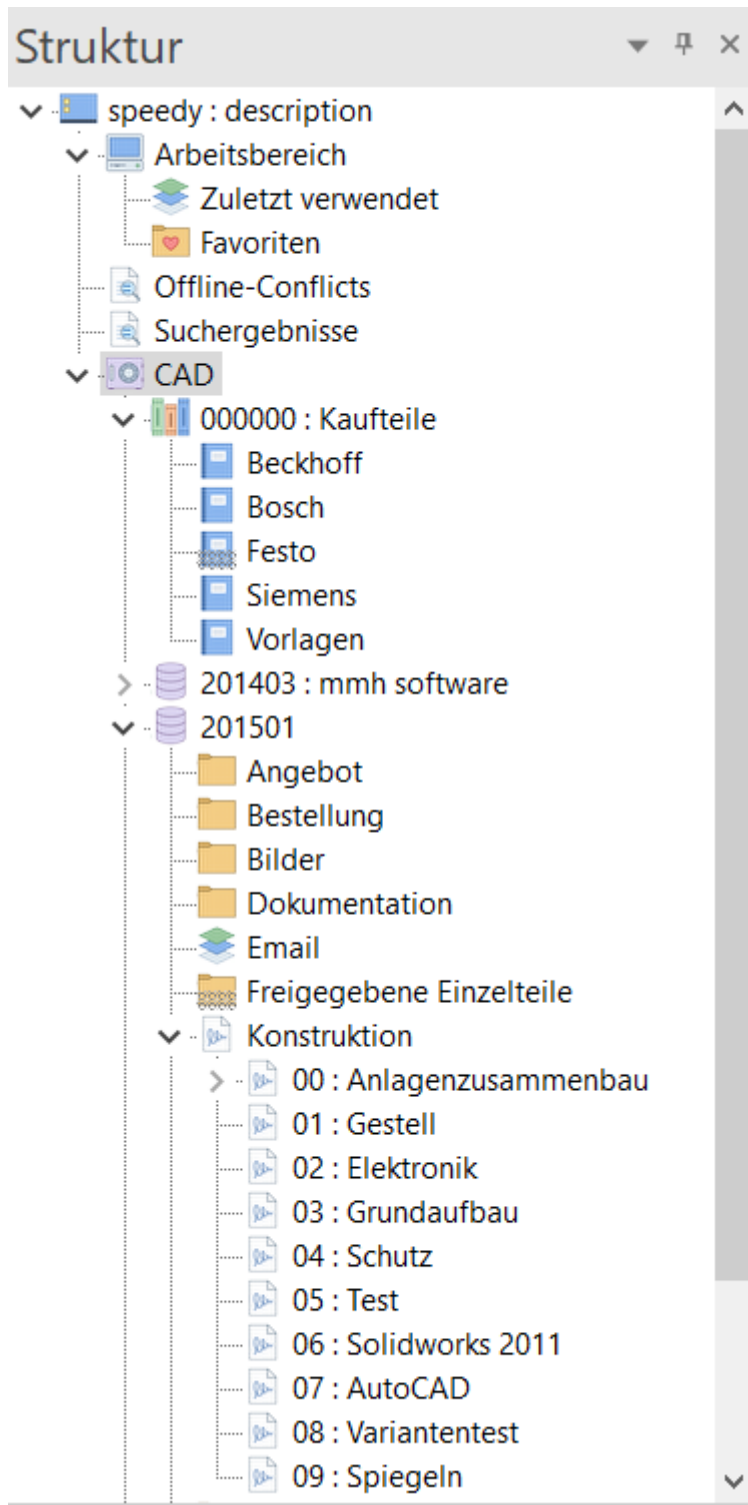 Struktur
speedy : description
Arbeitsbereich
Zuletzt verwendet
Favoriten
Offline-Conflicts
Suchergebnisse
CAD
000000 : Kaufteile
Beckhoff
Bosch
Festo
Siemens
Vorlagen
201403 : mmh software
201501
Angebot
Bestellung
Bilder
Dokumentation
Email
Freigegebene Einzelteile
Konstruktion
00 : Anlagenzusammenbau
01 : Gestell
02 : Elektronik
03 : Grundaufbau
04 : Schutz
05 : Test
06 : Solidworks 2011
07 : AutoCAD
08 : Variantentest
09 : Spiegeln